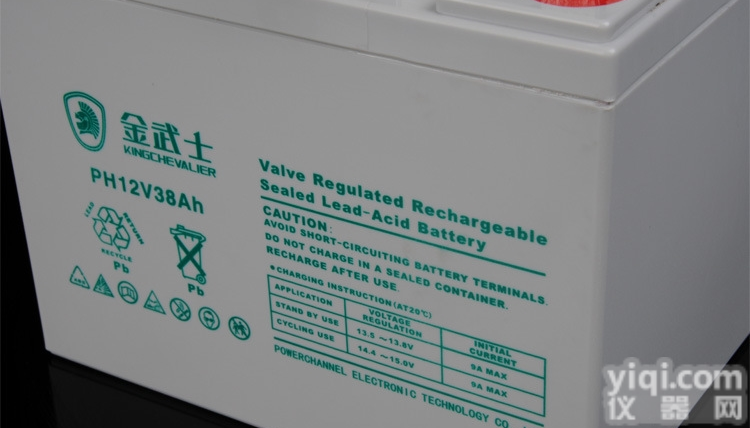 金武士
KINGCHEVALIER
PH12V38Ah
LEAD RETURN
RECYCLE
Pb
Pb
Valve Regulated Rechargeable
Sealed Lead-Acid Battery
CAUTION:
AVOID SHORT-CIRCUITING BATTERY TERMINALS.
DO NOT CHARGE IN A SEALED CONTAINER.
RECHARGE AFTER USE.
●CHARGING INSTRUCTION(AT20℃)
APPLICATION VOLTAGE REGULATION INITIAL CURRENT
STAND BY USE 13.5 ～13.8V 9A MAX
CYCLING USE 14.4 ～15.0V 9A MAX
POWERCHANNEL ELECTRONIC TECHNOLOGY CO
yiqi.com
仪器网